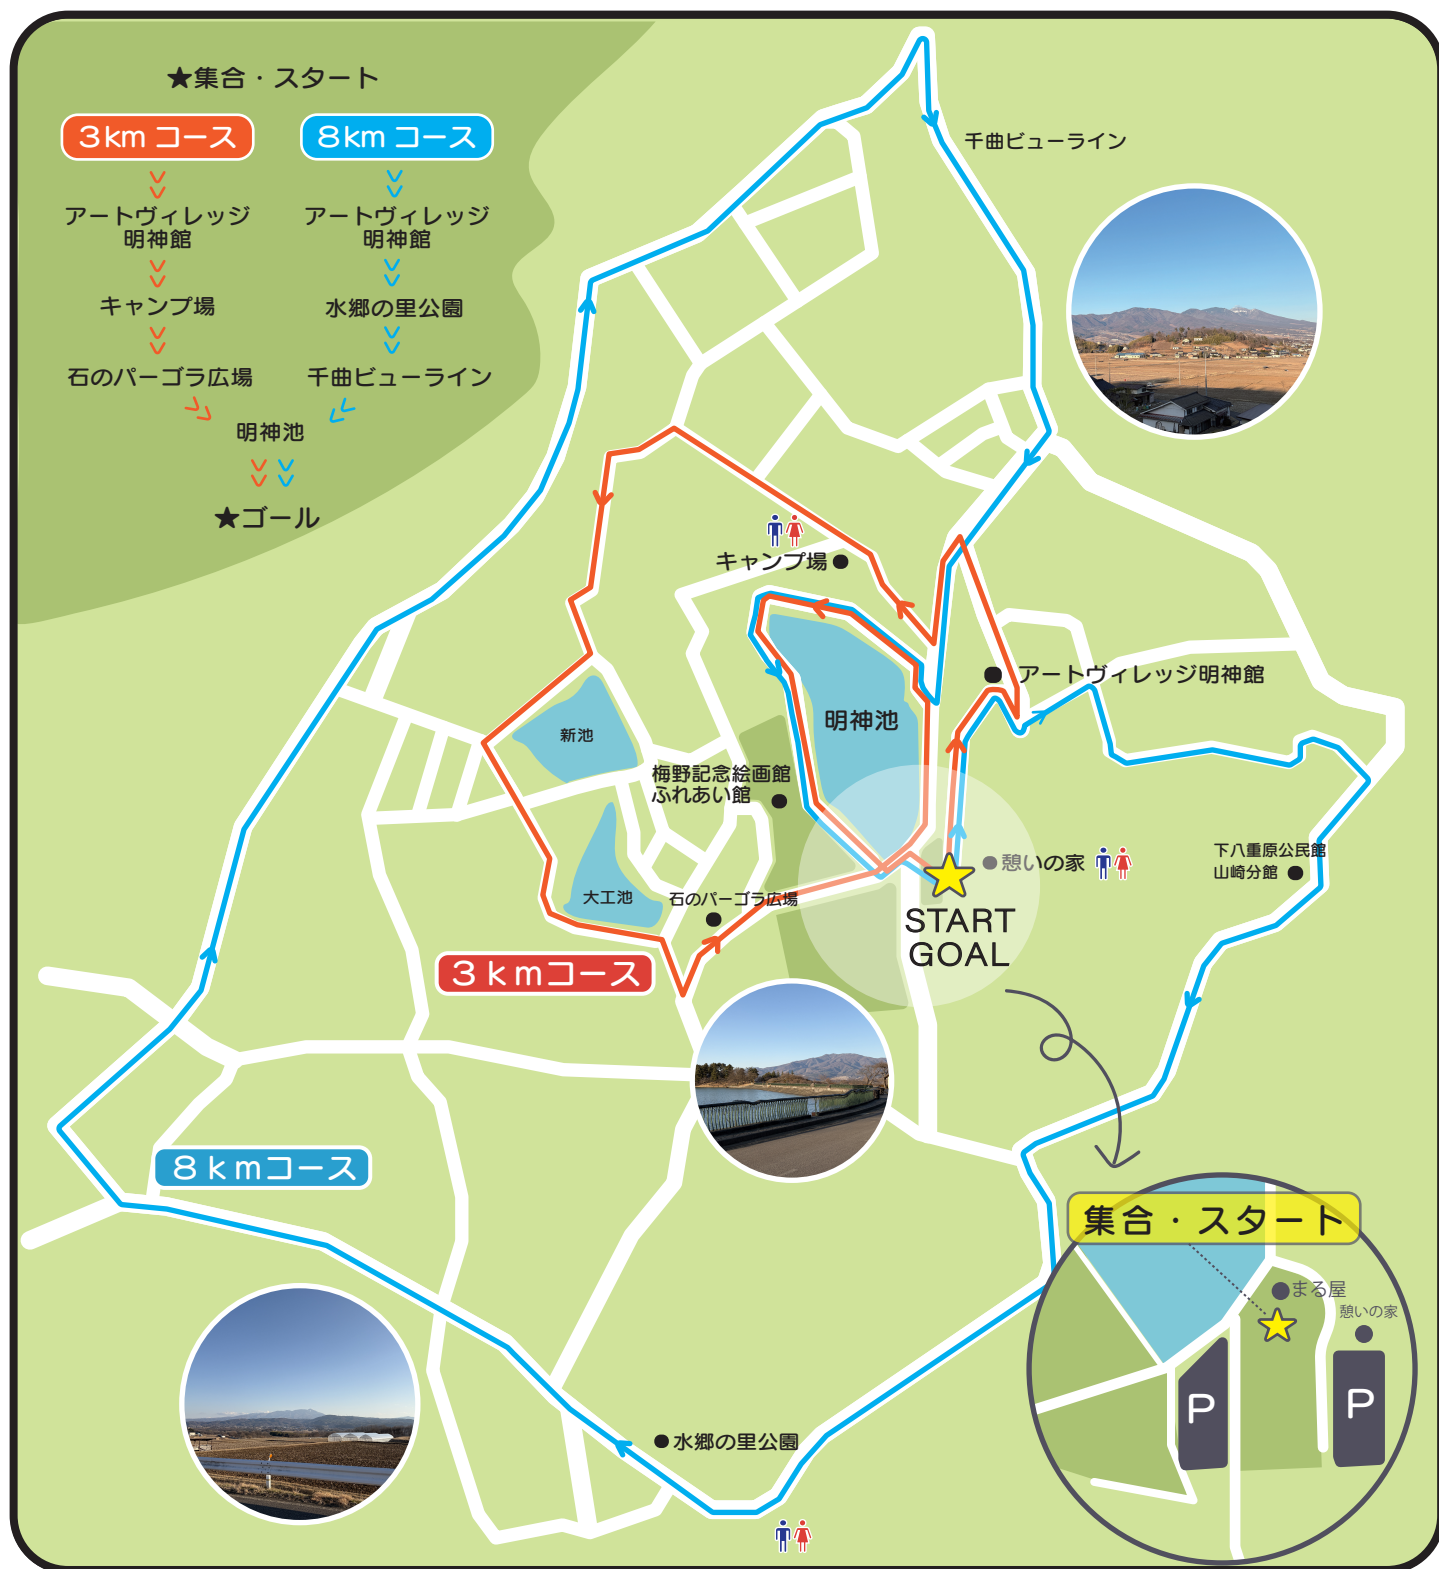 ★集合・スタート
3kmコース
8kmコース
アートヴィレッジ
明神館
アートヴィレッジ
明神館
キャンプ場
水郷の里公園
石のパーゴラ広場
千曲ビューライン
明神池
★ゴール
千曲ビューライン
キャンプ場
アートヴィレッジ明神館
明神池
新池
梅野記念絵画館
ふれあい館
憩いの家
下八重原公民館
山崎分館
大工池
石のパーゴラ広場
START
GOAL
3kmコース
8kmコース
集合・スタート
まる屋
憩いの家
P
P
水郷の里公園